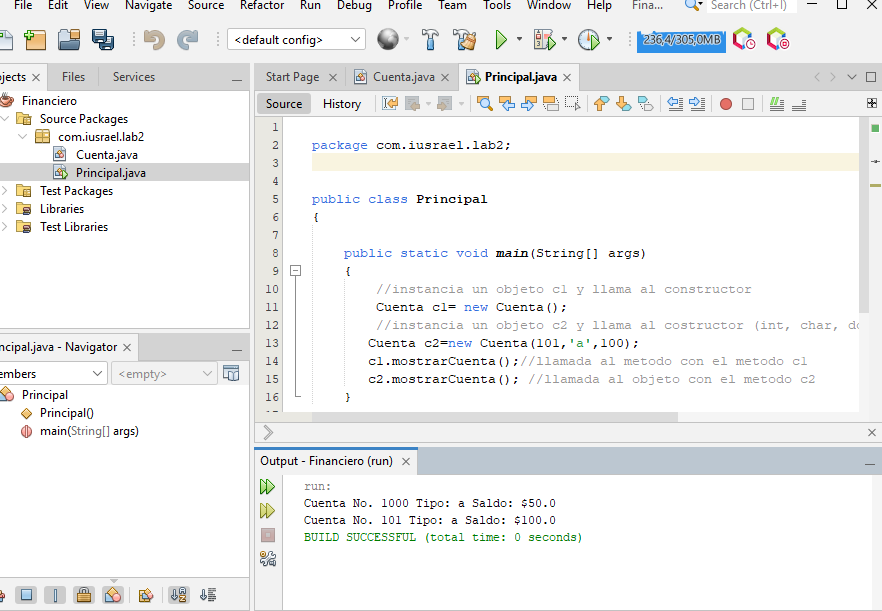 File Edit View Navigate Source Refactor Run Debug Profile Team Tools Window Help Fina... Search (Ctrl+I)
<default config> 236,4/305,0MB
Files Services
Start Page Cuenta.java Principal.java
Source History
Financiero
Source Packages
com.iusrael.lab2
Cuenta.java
Principal.java
Test Packages
Libraries
Test Libraries
1
2 package com.iusrael.lab2;
3
4
5 public class Principal
6 {
7
8 public static void main(String[] args)
9 {
10 //instancia un objeto c1 y llama al constructor
11 Cuenta c1= new Cuenta();
12 //instancia un objeto c2 y llama al costructor (int, char, do
13 Cuenta c2=new Cuenta(101,'a',100);
14 c1.mostrarCuenta();//llamada al metodo con el metodo c1
15 c2.mostrarCuenta(); //llamada al objeto con el metodo c2
16 }
ncipal.java - Navigator
embers <empty>
Principal
Principal()
main(String[] args)
Output - Financiero (run)
run:
Cuenta No. 1000 Tipo: a Saldo: $50.0
Cuenta No. 101 Tipo: a Saldo: $100.0
BUILD SUCCESSFUL (total time: 0 seconds)